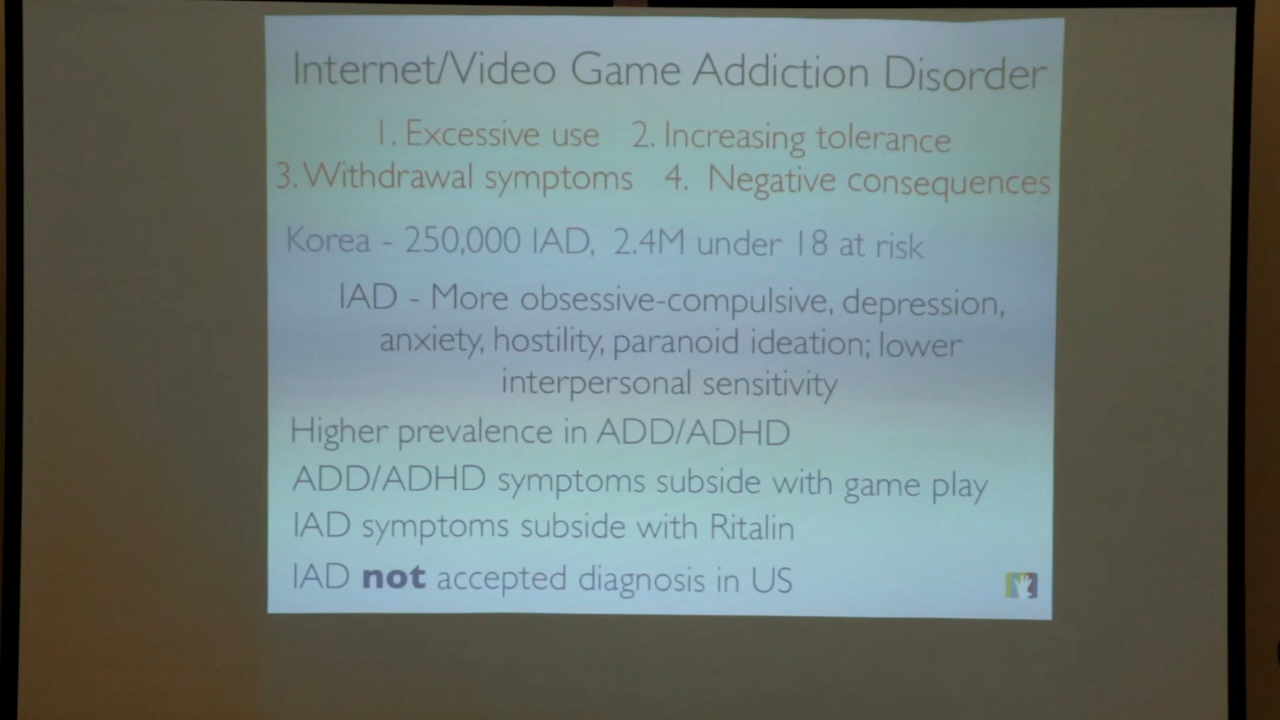 Internet/Video Game Addiction Disorder
1. Excessive use 2. Increasing tolerance
3. Withdrawal symptoms 4. Negative consequences
Korea - 250,000 IAD, 2.4M under 18 at risk
IAD - More obsessive-compulsive, depression,
anxiety, hostility, paranoid ideation; lower
interpersonal sensitivity
Higher prevalence in ADD/ADHD
ADD/ADHD symptoms subside with game play
IAD symptoms subside with Ritalin
IAD not accepted diagnosis in US